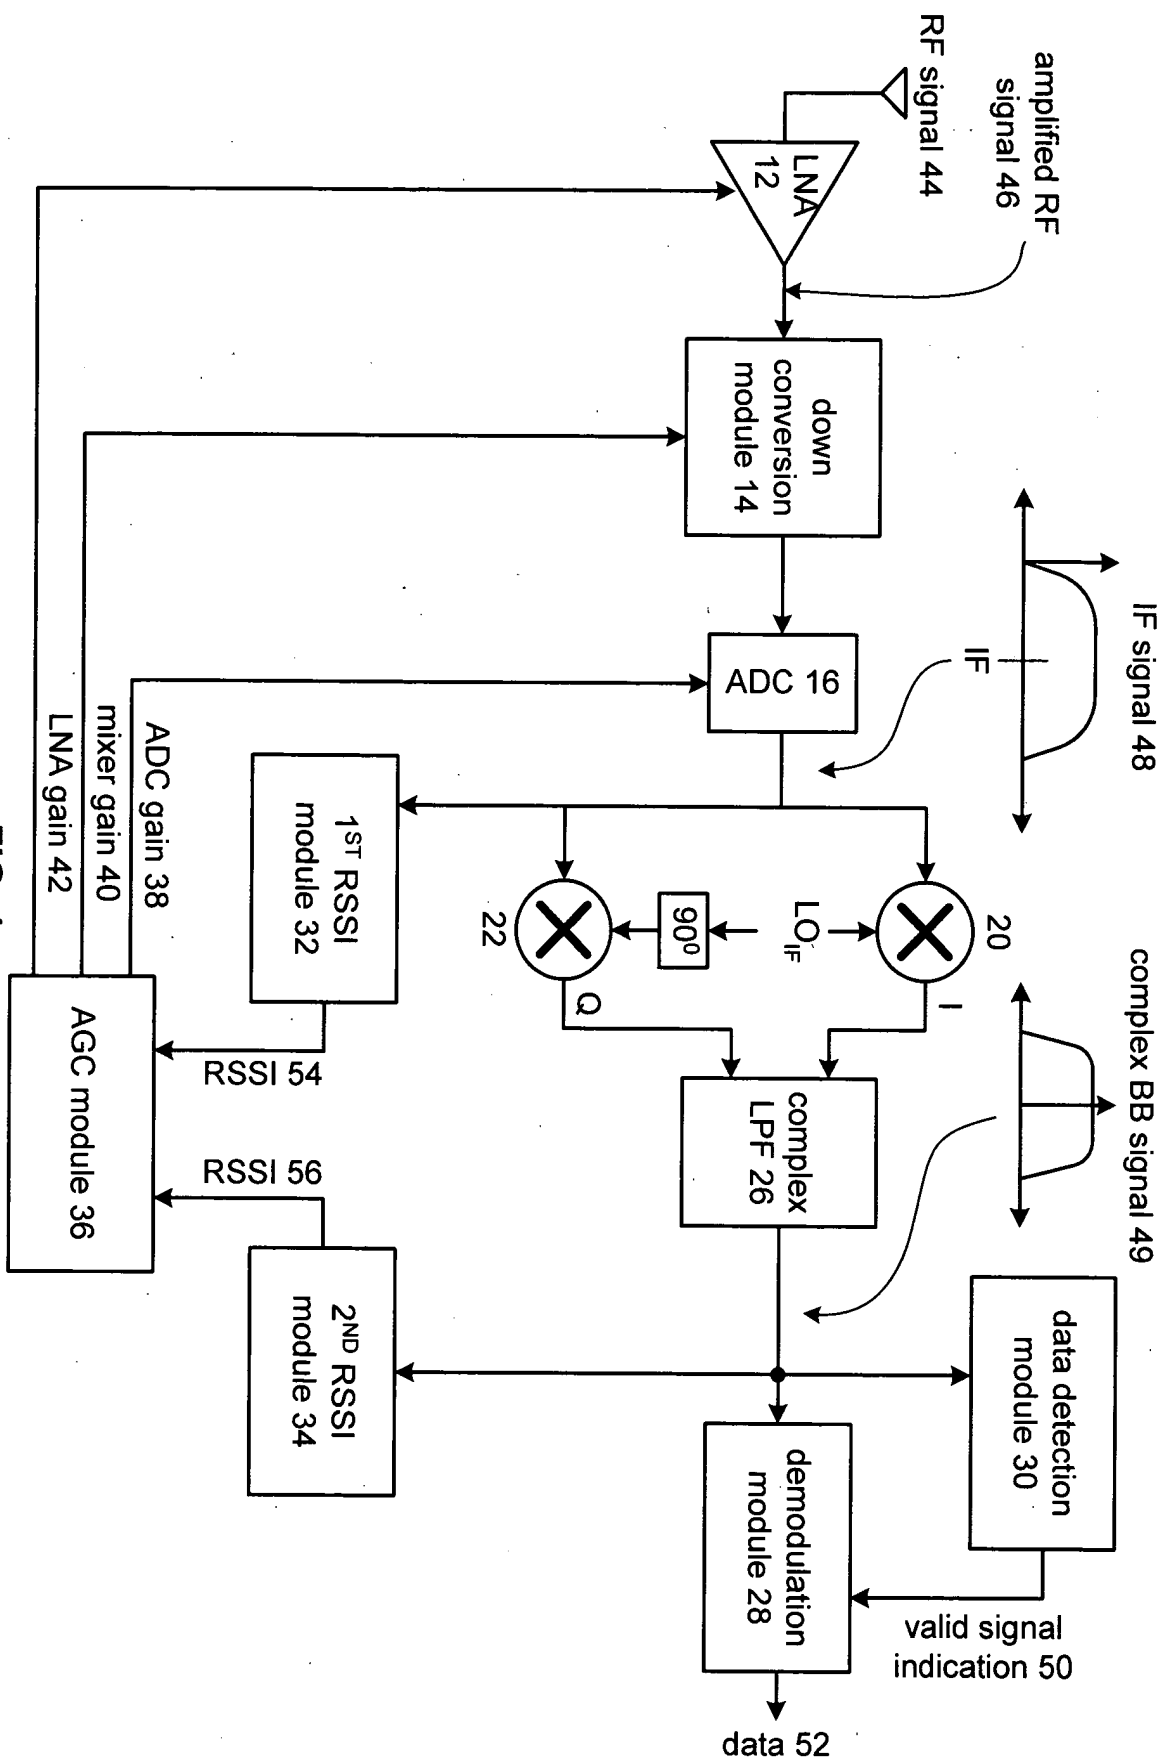 RF signal 44
amplified RF
signal 46
LNA
12
down
conversion
module 14
IF signal 48
IF
ADC 16
20
LO IF
90⁰
22
I
Q
complex BB signal 49
complex
LPF 26
data detection
module 30
demodulation
module 28
valid signal
indication 50
data 52
1ST RSSI
module 32
2ND RSSI
module 34
RSSI 54
RSSI 56
AGC module 36
ADC gain 38
mixer gain 40
LNA gain 42